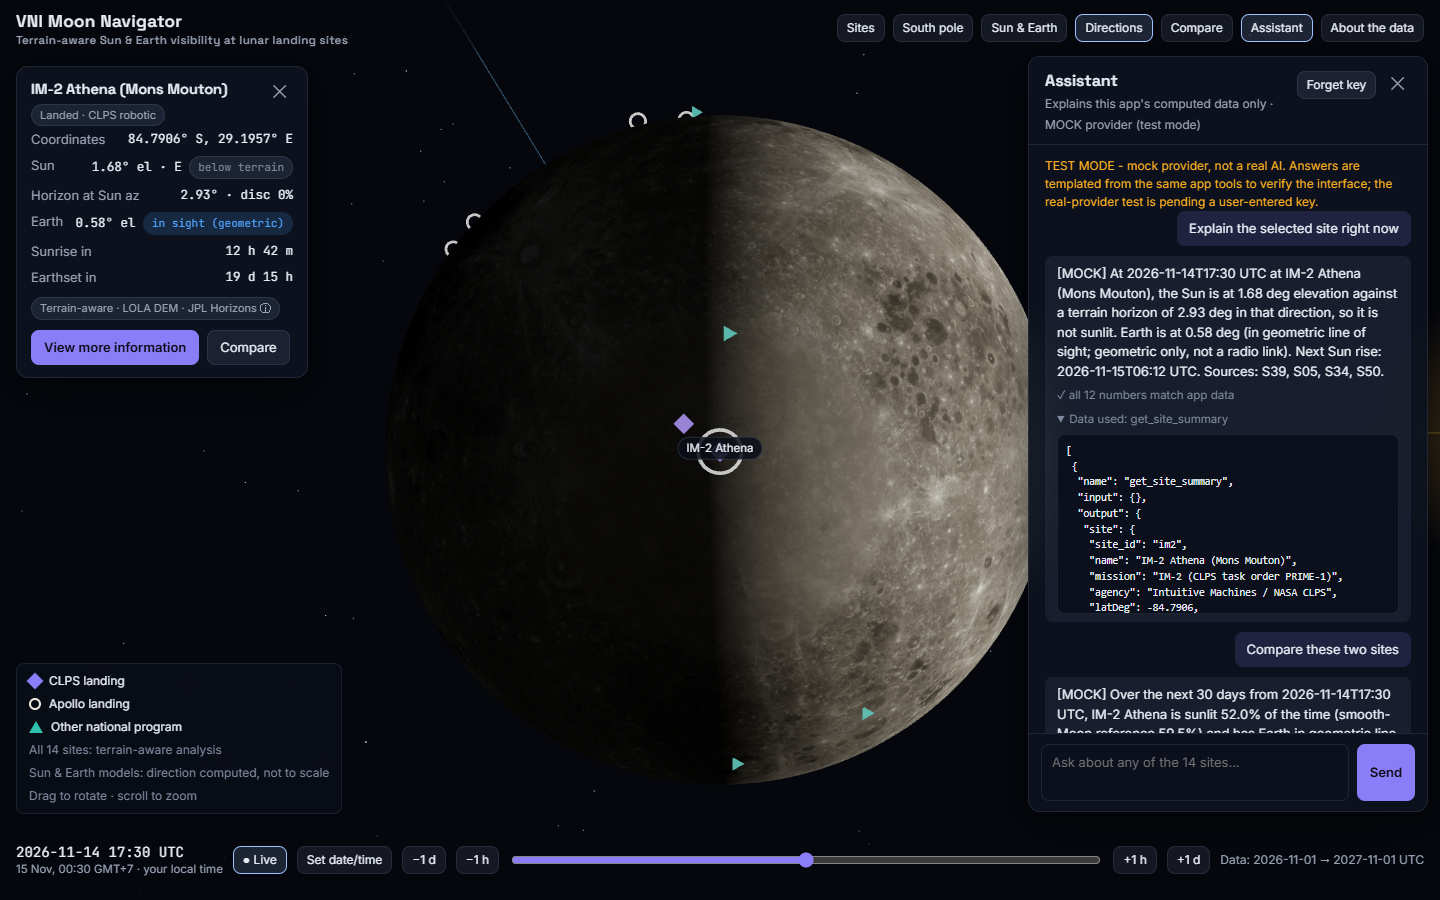 VNI Moon Navigator
Terrain-aware Sun & Earth visibility at lunar landing sites
Sites
South pole
Sun & Earth
Directions
Compare
Assistant
About the data
IM-2 Athena (Mons Mouton)
Landed · CLPS robotic
Coordinates 84.7906° S, 29.1957° E
Sun 1.68° el · E below terrain
Horizon at Sun az 2.93° · disc 0%
Earth 0.58° el in sight (geometric)
Sunrise in 12 h 42 m
Earthset in 19 d 15 h
Terrain-aware · LOLA DEM · JPL Horizons ⓘ
View more information
Compare
IM-2 Athena
CLPS landing
Apollo landing
Other national program
All 14 sites: terrain-aware analysis
Sun & Earth models: direction computed, not to scale
Drag to rotate · scroll to zoom
Assistant
Forget key
Explains this app's computed data only ·
MOCK provider (test mode)
TEST MODE - mock provider, not a real AI. Answers are
templated from the same app tools to verify the interface; the
real-provider test is pending a user-entered key.
Explain the selected site right now
[MOCK] At 2026-11-14T17:30 UTC at IM-2 Athena
(Mons Mouton), the Sun is at 1.68 deg elevation against
a terrain horizon of 2.93 deg in that direction, so it is
not sunlit. Earth is at 0.58 deg (in geometric line of
sight; geometric only, not a radio link). Next Sun rise:
2026-11-15T06:12 UTC. Sources: S39, S05, S34, S50.
✓ all 12 numbers match app data
▼ Data used: get_site_summary
[
{
"name": "get_site_summary",
"input": {},
"output": {
"site": {
"site_id": "im2",
"name": "IM-2 Athena (Mons Mouton)",
"mission": "IM-2 (CLPS task order PRIME-1)",
"agency": "Intuitive Machines / NASA CLPS",
"latDeg": -84.7906,
Compare these two sites
[MOCK] Over the next 30 days from 2026-11-14T17:30
UTC, IM-2 Athena is sunlit 52.0% of the time (smooth-
Moon reference 59.5%) and has Earth in geometric line
Ask about any of the 14 sites...
Send
2026-11-14 17:30 UTC
15 Nov, 00:30 GMT+7 · your local time
● Live
Set date/time
−1 d
−1 h
+1 h
+1 d
Data: 2026-11-01 → 2027-11-01 UTC